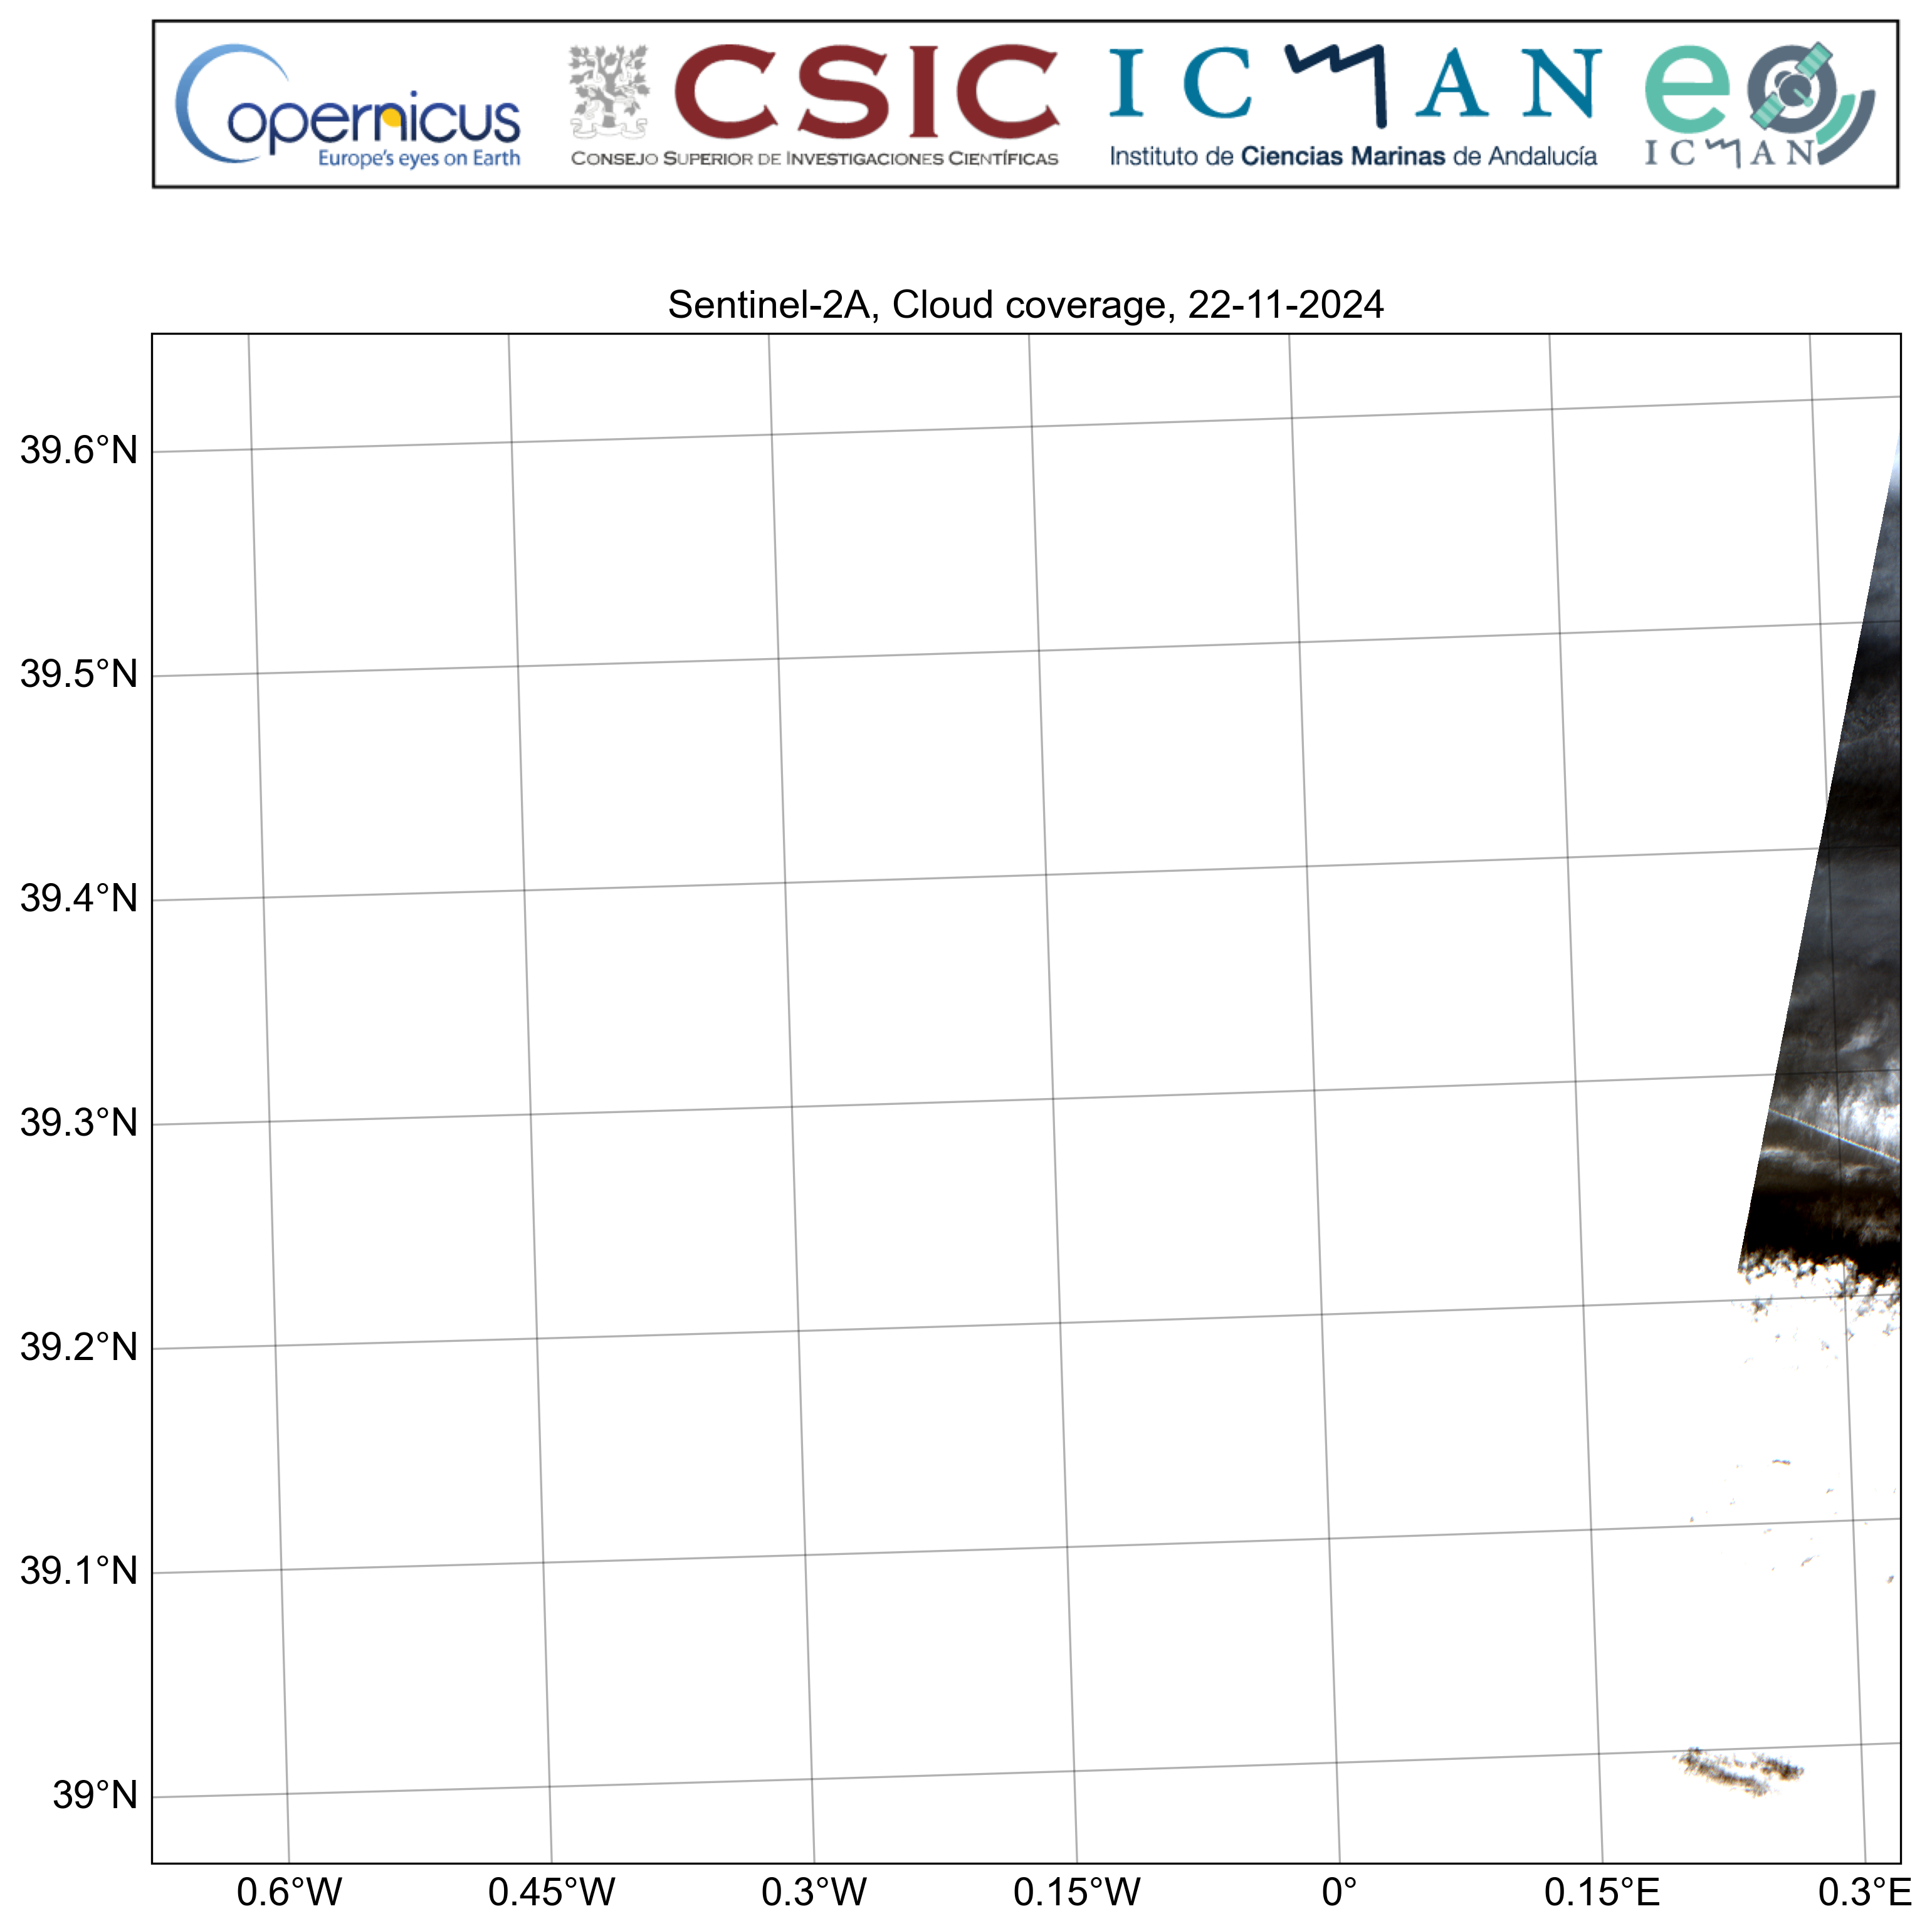 Copernicus
Europe's eyes on Earth
CSIC
CONSEJO SUPERIOR DE INVESTIGACIONES CIENTÍFICAS
ICMAN
Instituto de Ciencias Marinas de Andalucía
eo
ICMAN
Sentinel-2A, Cloud coverage, 22-11-2024
39.6°N
39.5°N
39.4°N
39.3°N
39.2°N
39.1°N
39°N
0.6°W 0.45°W 0.3°W 0.15°W 0° 0.15°E 0.3°E